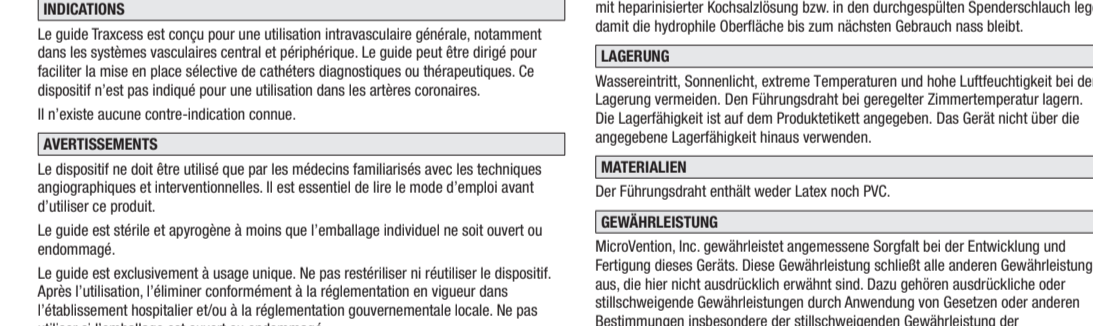 INDICATIONS
Le guide Traxcess est conçu pour une utilisation intravasculaire générale, notamment
dans les systèmes vasculaires central et périphérique. Le guide peut être dirigé pour
faciliter la mise en place sélective de cathéters diagnostiques ou thérapeutiques. Ce
dispositif n'est pas indiqué pour une utilisation dans les artères coronaires.
Il n'existe aucune contre-indication connue.
AVERTISSEMENTS
Le dispositif ne doit être utilisé que par les médecins familiarisés avec les techniques
angiographiques et interventionnelles. Il est essentiel de lire le mode d'emploi avant
d'utiliser ce produit.
Le guide est stérile et apyrogène à moins que l'emballage individuel ne soit ouvert ou
endommagé.
Le guide est exclusivement à usage unique. Ne pas restériliser ni réutiliser le dispositif.
Après l'utilisation, l'éliminer conformément à la réglementation en vigueur dans
l'établissement hospitalier et/ou à la réglementation gouvernementale locale. Ne pas
mit heparinisierter Kochsalzlösung bzw. in den durchgespülten Spenderschlauch leg
damit die hydrophile Oberfläche bis zum nächsten Gebrauch nass bleibt.
LAGERUNG
Wassereintritt, Sonnenlicht, extreme Temperaturen und hohe Luftfeuchtigkeit bei de
Lagerung vermeiden. Den Führungsdraht bei geregelter Zimmertemperatur lagern.
Die Lagerfähigkeit ist auf dem Produktetikett angegeben. Das Gerät nicht über die
angegebene Lagerfähigkeit hinaus verwenden.
MATERIALIEN
Der Führungsdraht enthält weder Latex noch PVC.
GEWÄHRLEISTUNG
MicroVention, Inc. gewährleistet angemessene Sorgfalt bei der Entwicklung und
Fertigung dieses Geräts. Diese Gewährleistung schließt alle anderen Gewährleistung
aus, die hier nicht ausdrücklich erwähnt sind. Dazu gehören ausdrückliche oder
stillschweigende Gewährleistungen durch Anwendung von Gesetzen oder anderen
Bestimmungen insbesondere der stillschweigenden Gewährleistung der